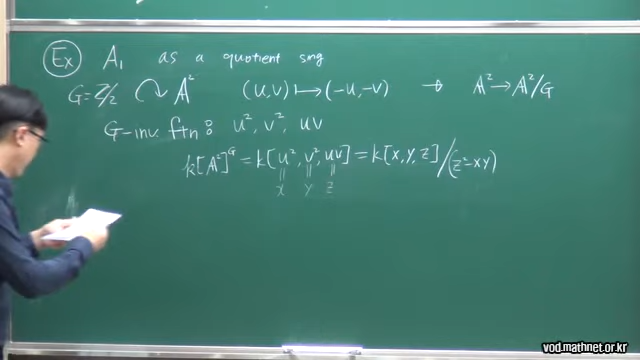 Ex A₁ as a quotient sing
G=ℤ/2 ↷ 𝔸² (u,v)↦(-u,-v) → 𝔸²→𝔸²/G
G-inv ftn : u², v², uv
k[𝔸²]^G = k[u²,v²,uv] = k[x,y,z]/(z²-xy)
|| || ||
x y z
vod.mathnet.or.kr